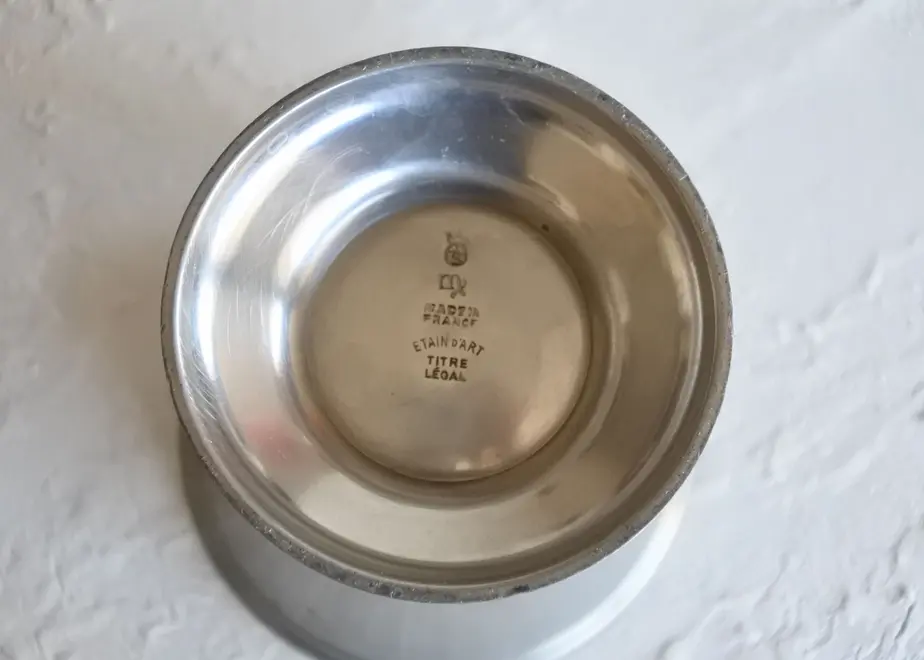 MADE IN
FRANCE
ETAIN D'ART
TITRE
LÉGAL